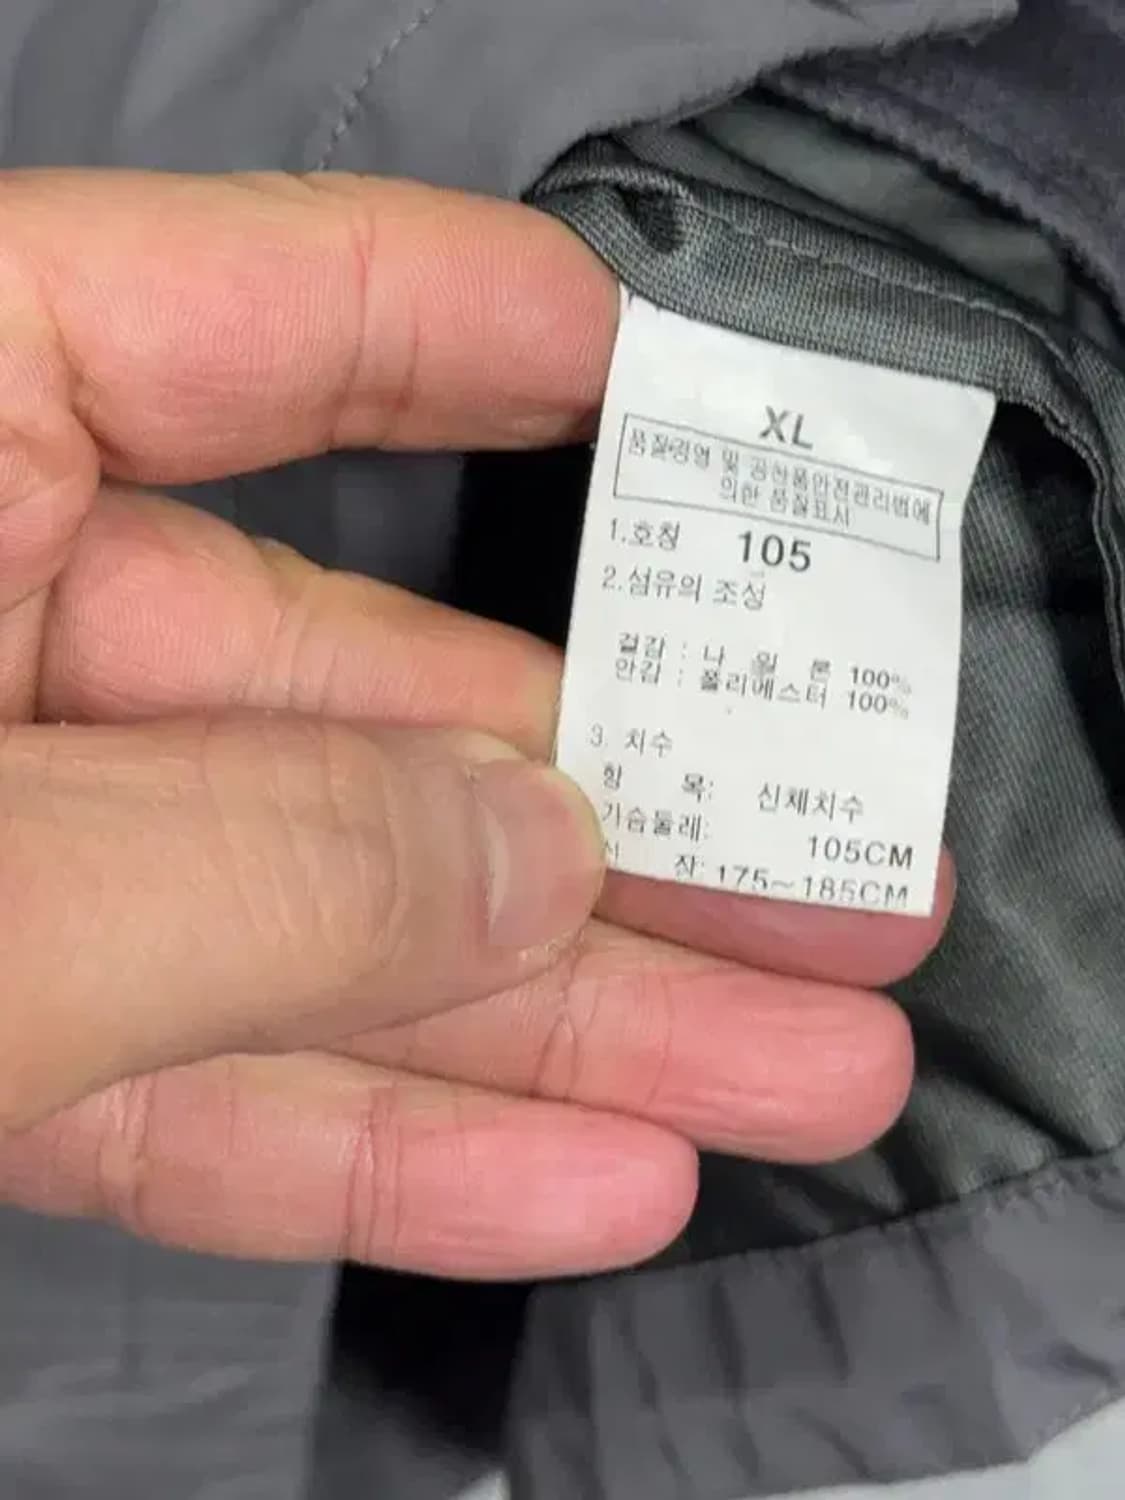 XL
품질경영 및 공산품안전관리법에
의한 품질표시
1.호칭 105
2.섬유의 조성
겉감 : 나 일 론 100%
안감 : 폴리에스터 100%
3. 치수
항 목: 신체치수
가슴둘레: 105CM
신 장: 175~185CM